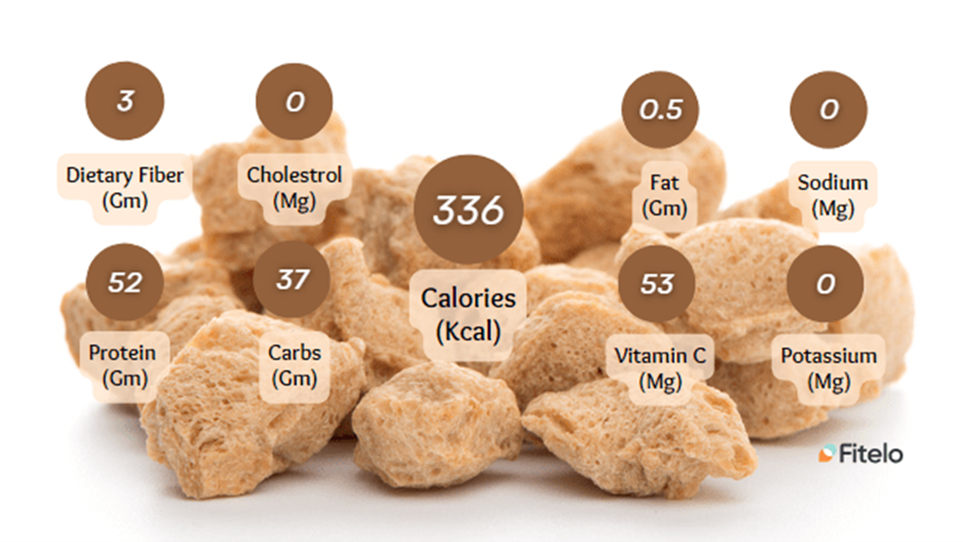 3
Dietary Fiber
(Gm)
0
Cholestrol
(Mg)
336
Calories
(Kcal)
0.5
Fat
(Gm)
0
Sodium
(Mg)
52
Protein
(Gm)
37
Carbs
(Gm)
53
Vitamin C
(Mg)
0
Potassium
(Mg)
Fitelo